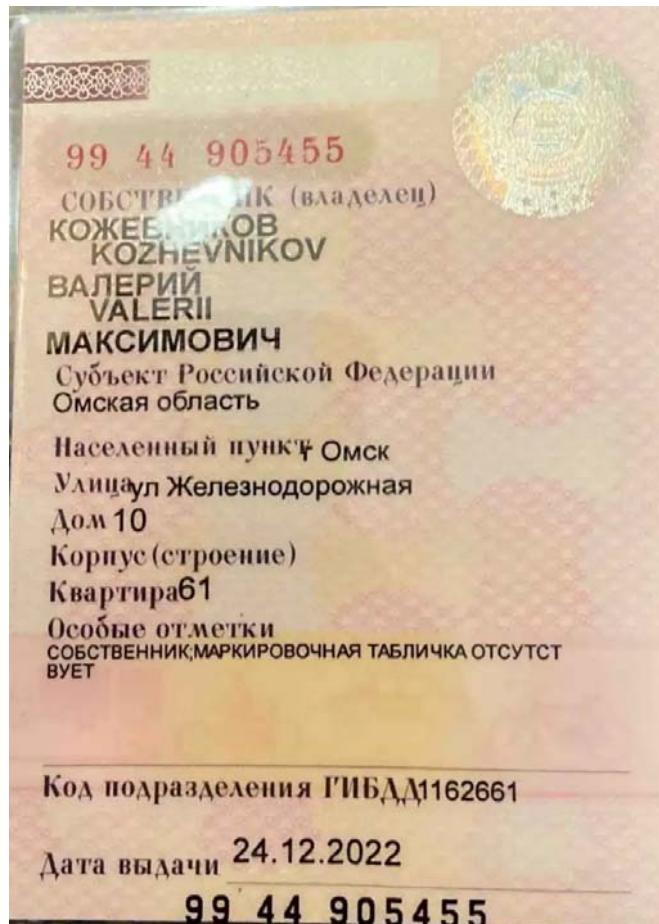 99 44 905455
(владелец)
KOZHEVNIKOV
ВАЛЕРИЙ
VALERII
МАКСИМОВИЧ
Субъект Российской Федерации
Омская область
Населенный пункт г Омск
Улица ул Железнодорожная
Дом 10
Корпус (строение)
Квартира 61
Особые отметки
СОБСТВЕННИК;МАРКИРОВОЧНАЯ ТАБЛИЧКА ОТСУТСТ
ВУЕТ
Код подразделения ГИБДД 1162661
Дата выдачи 24.12.2022
99 44 905455